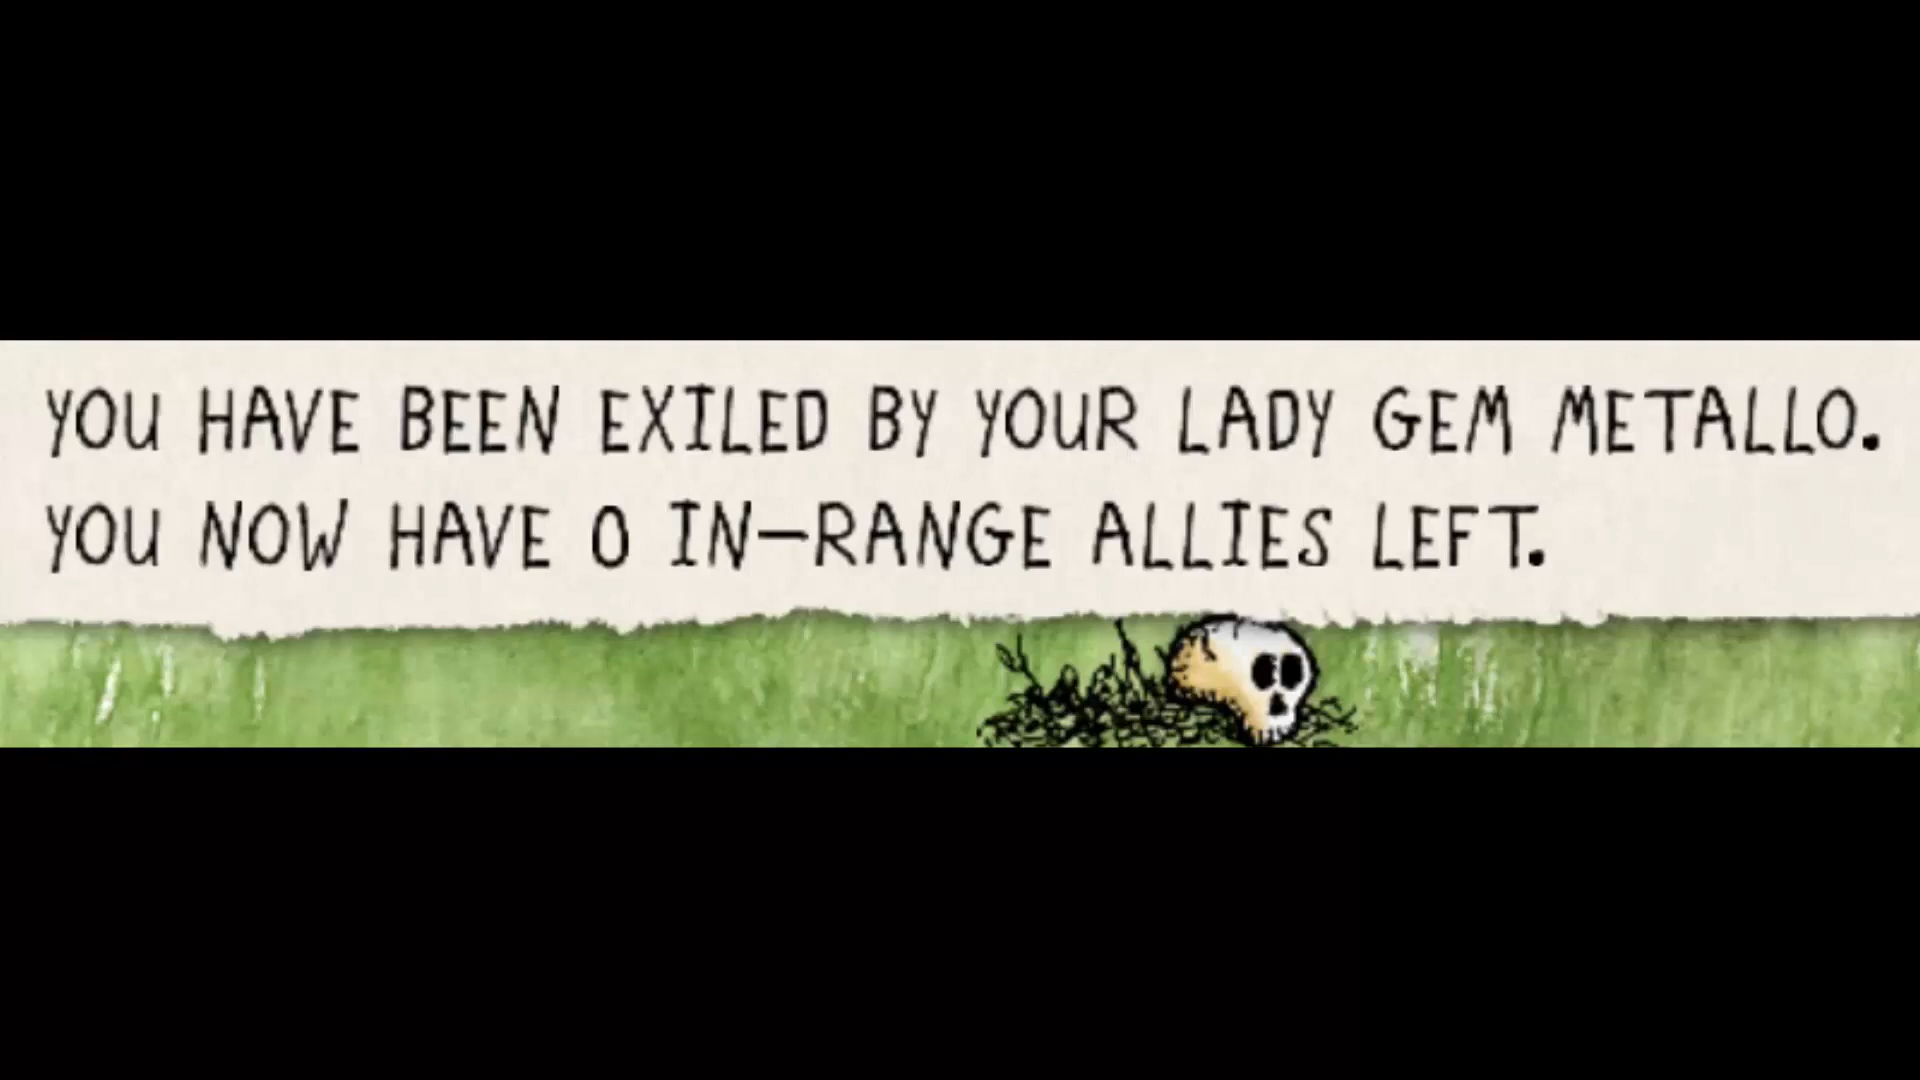 YOU HAVE BEEN EXILED BY YOUR LADY GEM METALLO.
YOU NOW HAVE 0 IN-RANGE ALLIES LEFT.